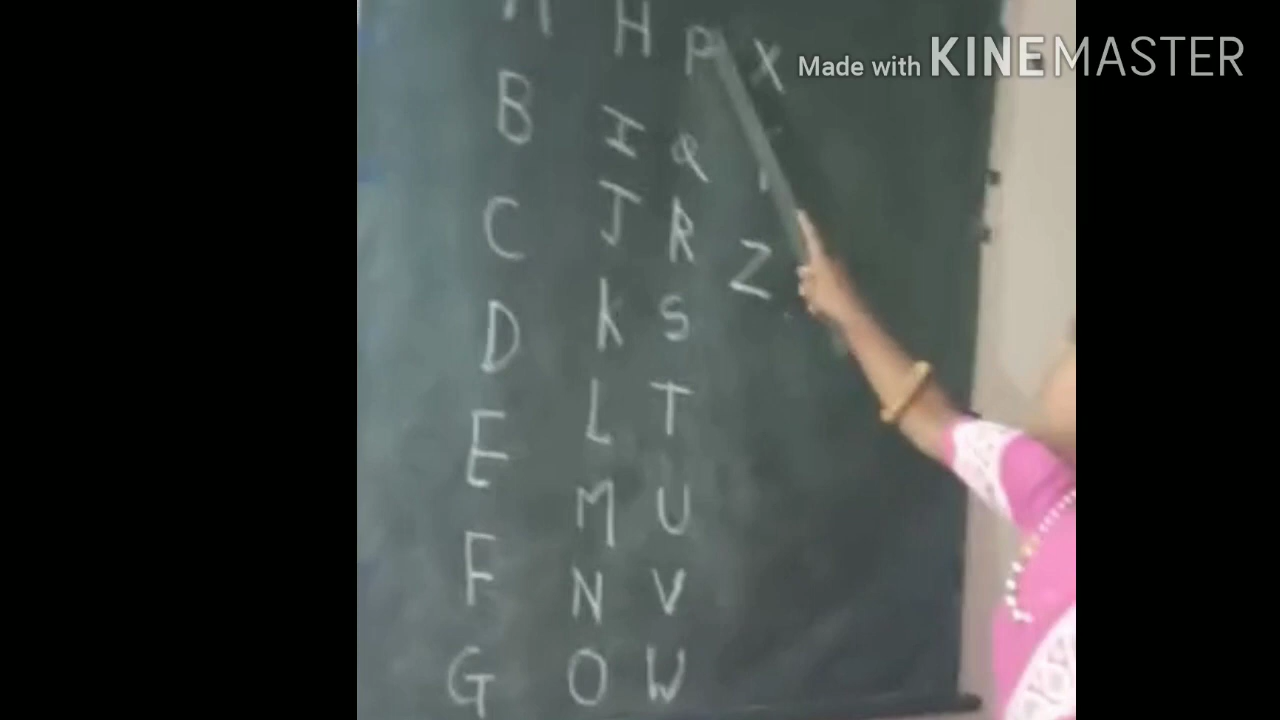 A H P X
B I Q Y
C J R Z
D K S
E L T
F M U
G N V
O W
Made with KINEMASTER